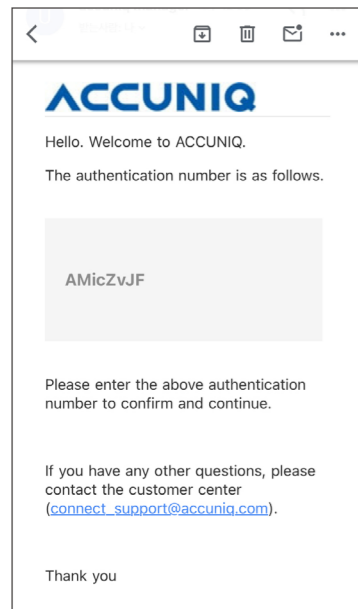 ACCUNIQ
Hello. Welcome to ACCUNIQ.
The authentication number is as follows.
AMicZvJF
Please enter the above authentication
number to confirm and continue.
If you have any other questions, please
contact the customer center
(connect_support@accuniq.com).
Thank you